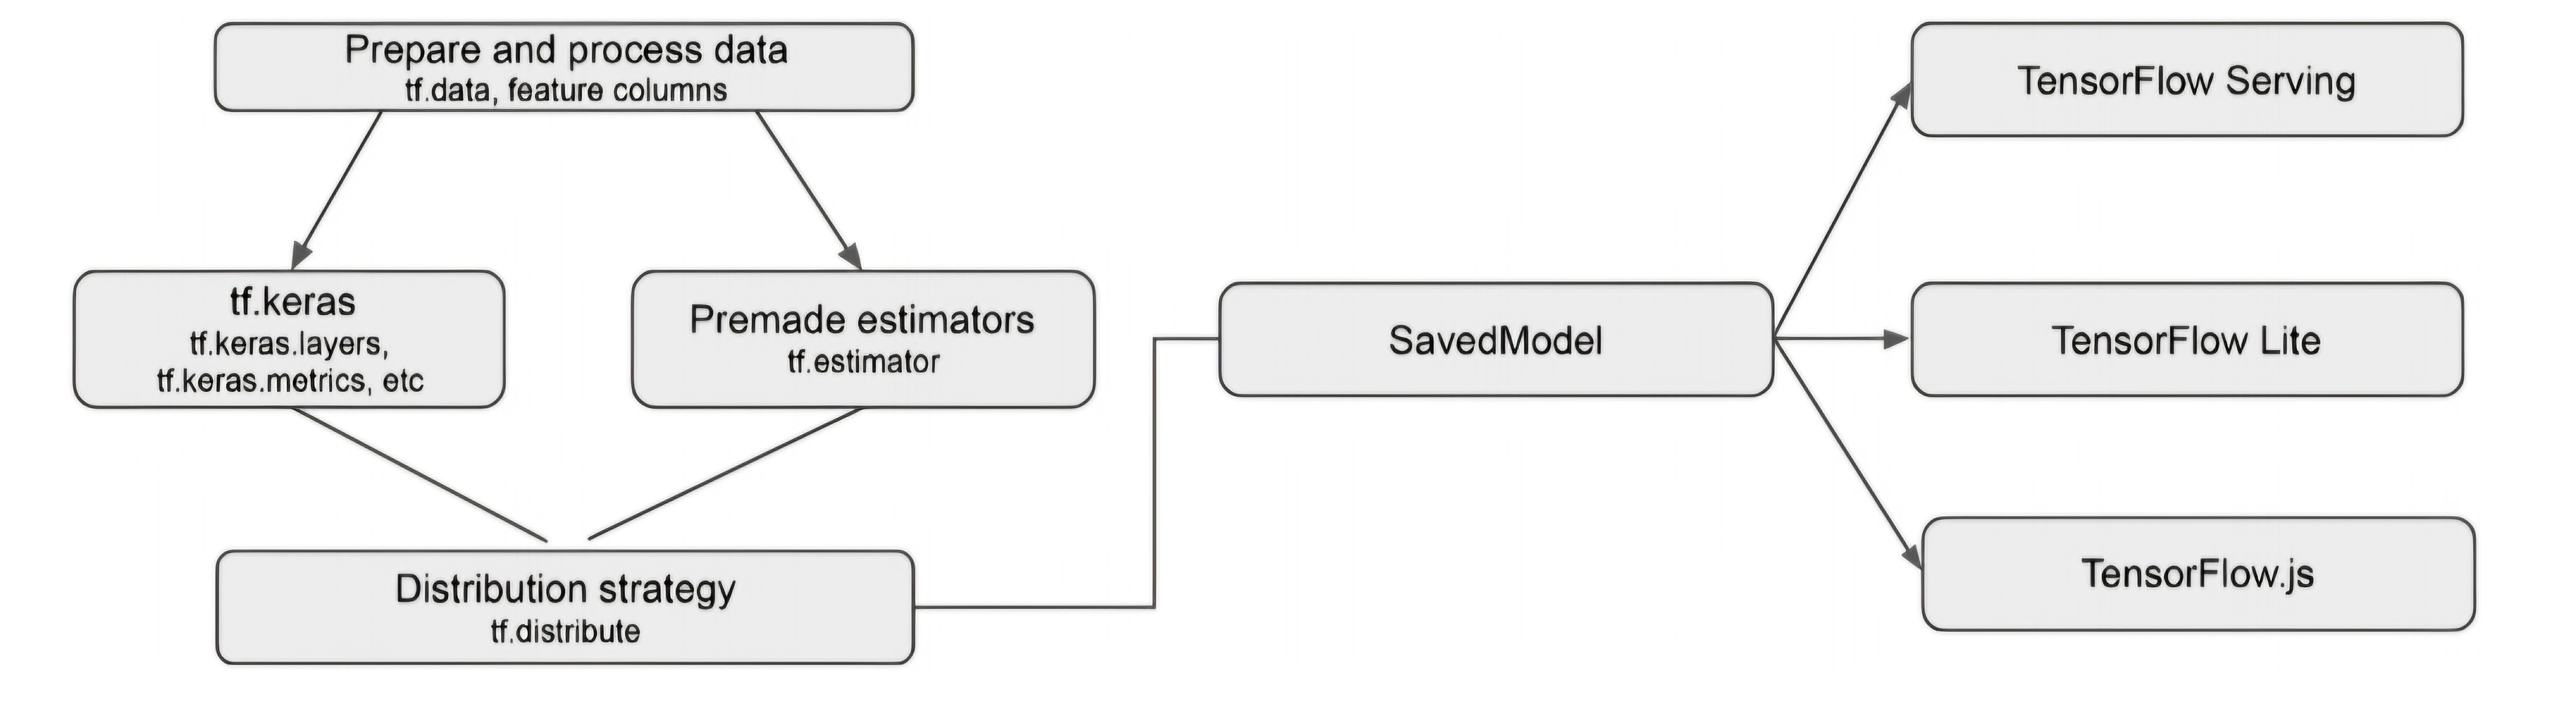 Prepare and process data
tf.data, feature columns
tf.keras
tf.keras.layers,
tf.keras.metrics, etc
Premade estimators
tf.estimator
Distribution strategy
tf.distribute
SavedModel
TensorFlow Serving
TensorFlow Lite
TensorFlow.js